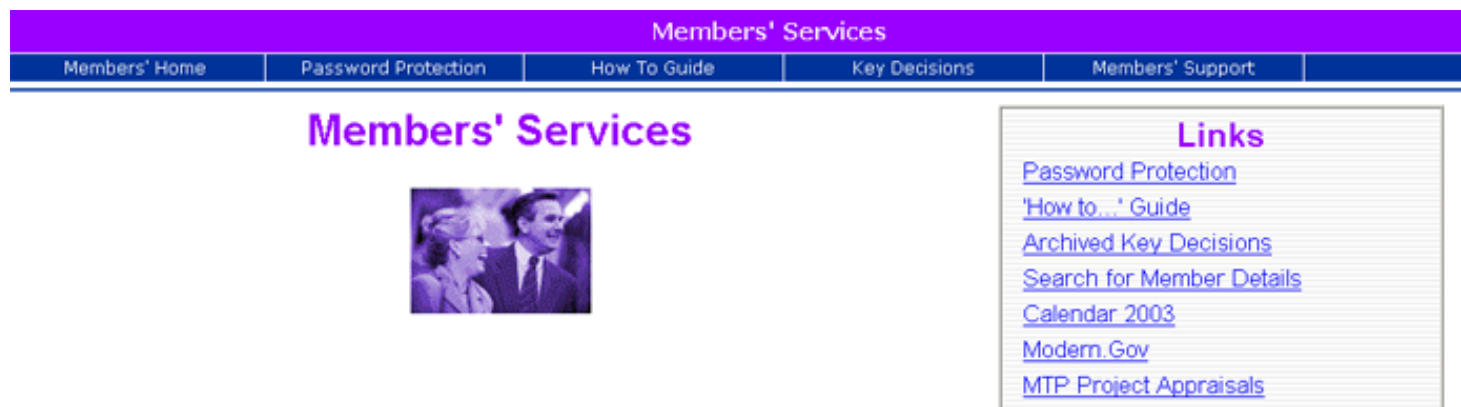 Members' Services
Members' Home Password Protection How To Guide Key Decisions Members' Support
Members' Services
Links
Password Protection
'How to...' Guide
Archived Key Decisions
Search for Member Details
Calendar 2003
Modern.Gov
MTP Project Appraisals